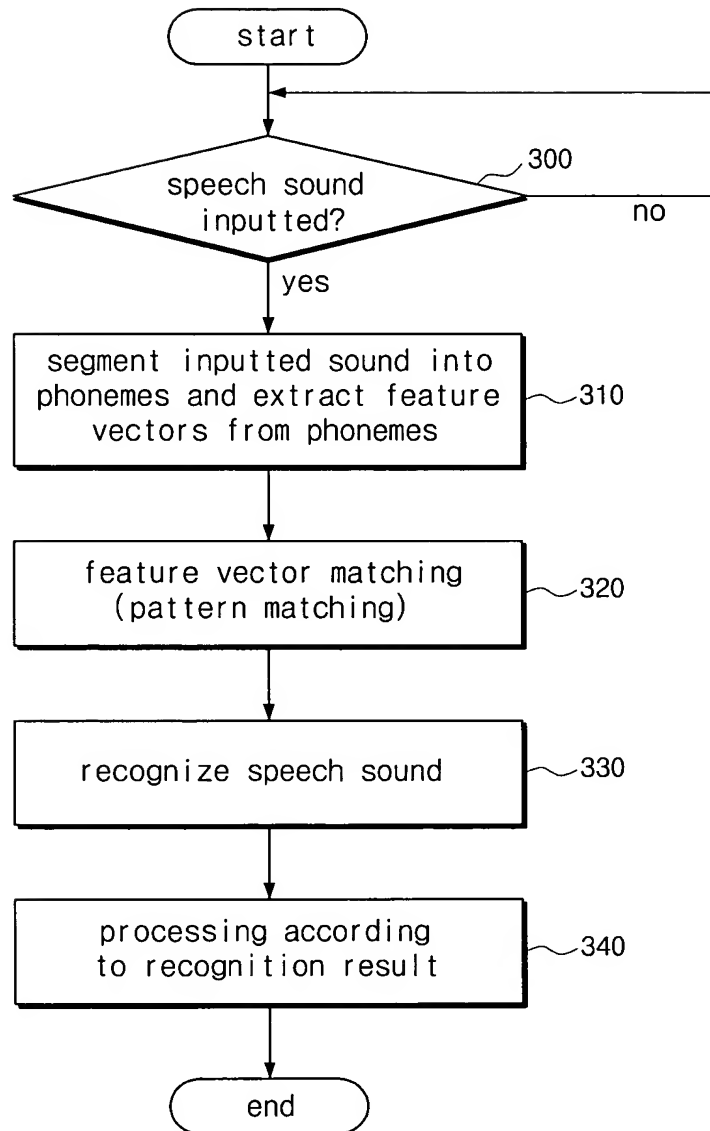 start
300
speech sound
inputted?
no
yes
segment inputted sound into
phonemes and extract feature
vectors from phonemes
310
feature vector matching
(pattern matching)
320
recognize speech sound
330
processing according
to recognition result
340
end